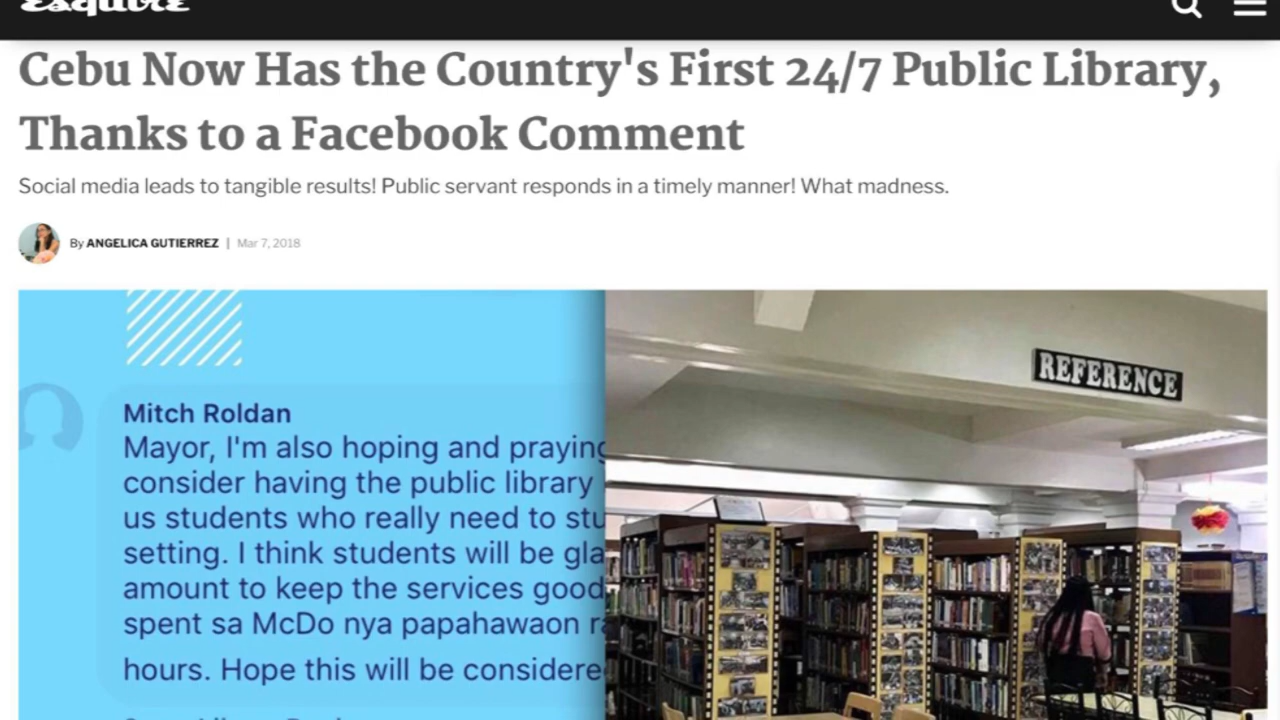 Esquire
Cebu Now Has the Country's First 24/7 Public Library,
Thanks to a Facebook Comment
Social media leads to tangible results! Public servant responds in a timely manner! What madness.
By ANGELICA GUTIERREZ | Mar 7, 2018
REFERENCE
Mitch Roldan
Mayor, I'm also hoping and praying
consider having the public library
us students who really need to
setting. I think students will be
amount to keep the services good
spent sa McDo nya papahawaon
hours. Hope this will be